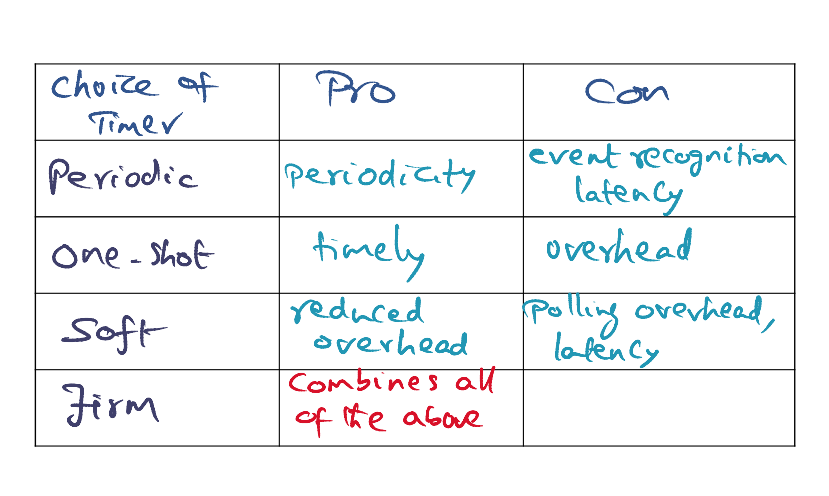 Choice of Timer Pro Con
Periodic periodicity event recognition latency
One-shot timely overhead
Soft reduced overhead Polling overhead, latency
Firm Combines all of the above